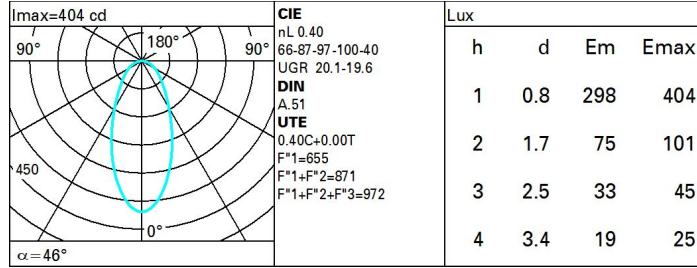 Imax=404 cd
90°
180°
90°
450
0°
α=46°
CIE
nL 0.40
66-87-97-100-40
UGR 20.1-19.6
DIN
A.51
UTE
0.40C+0.00T
F"1=655
F"1+F"2=871
F"1+F"2+F"3=972
Lux
h d Em Emax
1 0.8 298 404
2 1.7 75 101
3 2.5 33 45
4 3.4 19 25